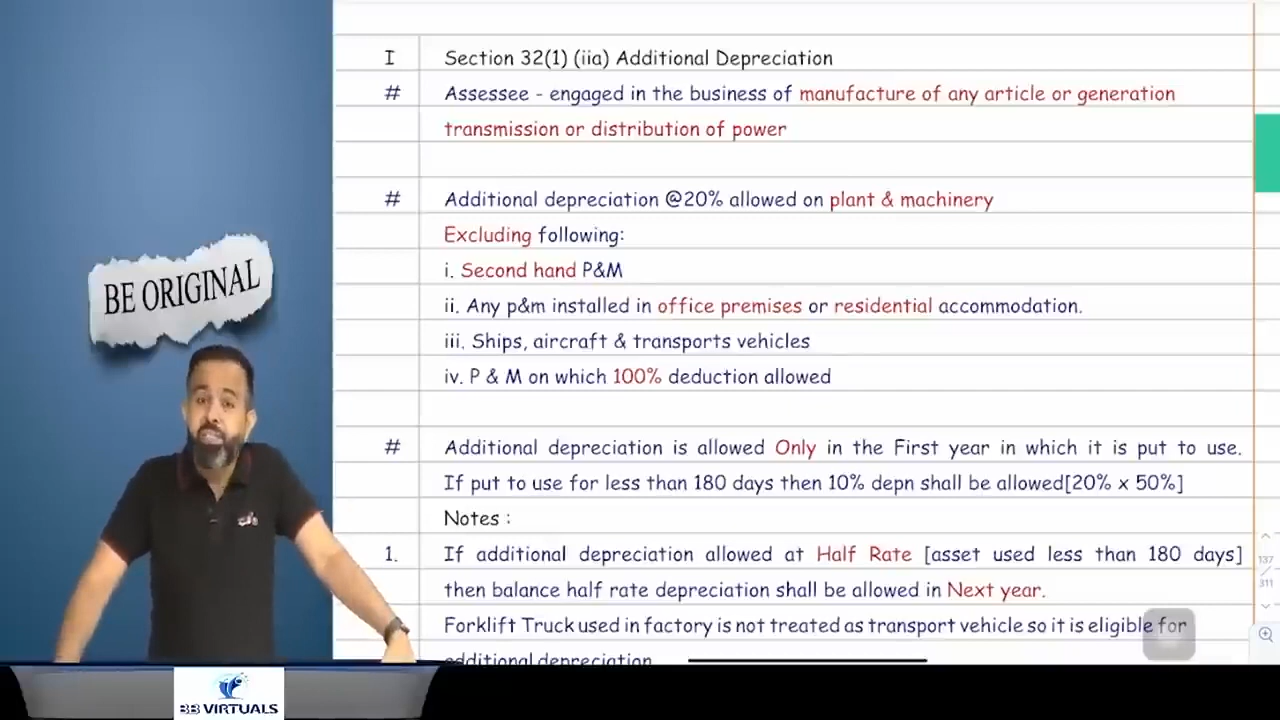 I Section 32(1) (iia) Additional Depreciation
# Assessee - engaged in the business of manufacture of any article or generation
transmission or distribution of power
# Additional depreciation @20% allowed on plant & machinery
Excluding following:
i. Second hand P&M
ii. Any p&m installed in office premises or residential accommodation.
iii. Ships, aircraft & transports vehicles
iv. P & M on which 100% deduction allowed
# Additional depreciation is allowed Only in the First year in which it is put to use.
If put to use for less than 180 days then 10% depn shall be allowed[20% x 50%]
Notes :
1. If additional depreciation allowed at Half Rate [asset used less than 180 days]
then balance half rate depreciation shall be allowed in Next year.
Forklift Truck used in factory is not treated as transport vehicle so it is eligible for
additional depreciation
BE ORIGINAL
BB VIRTUALS
137
/
311